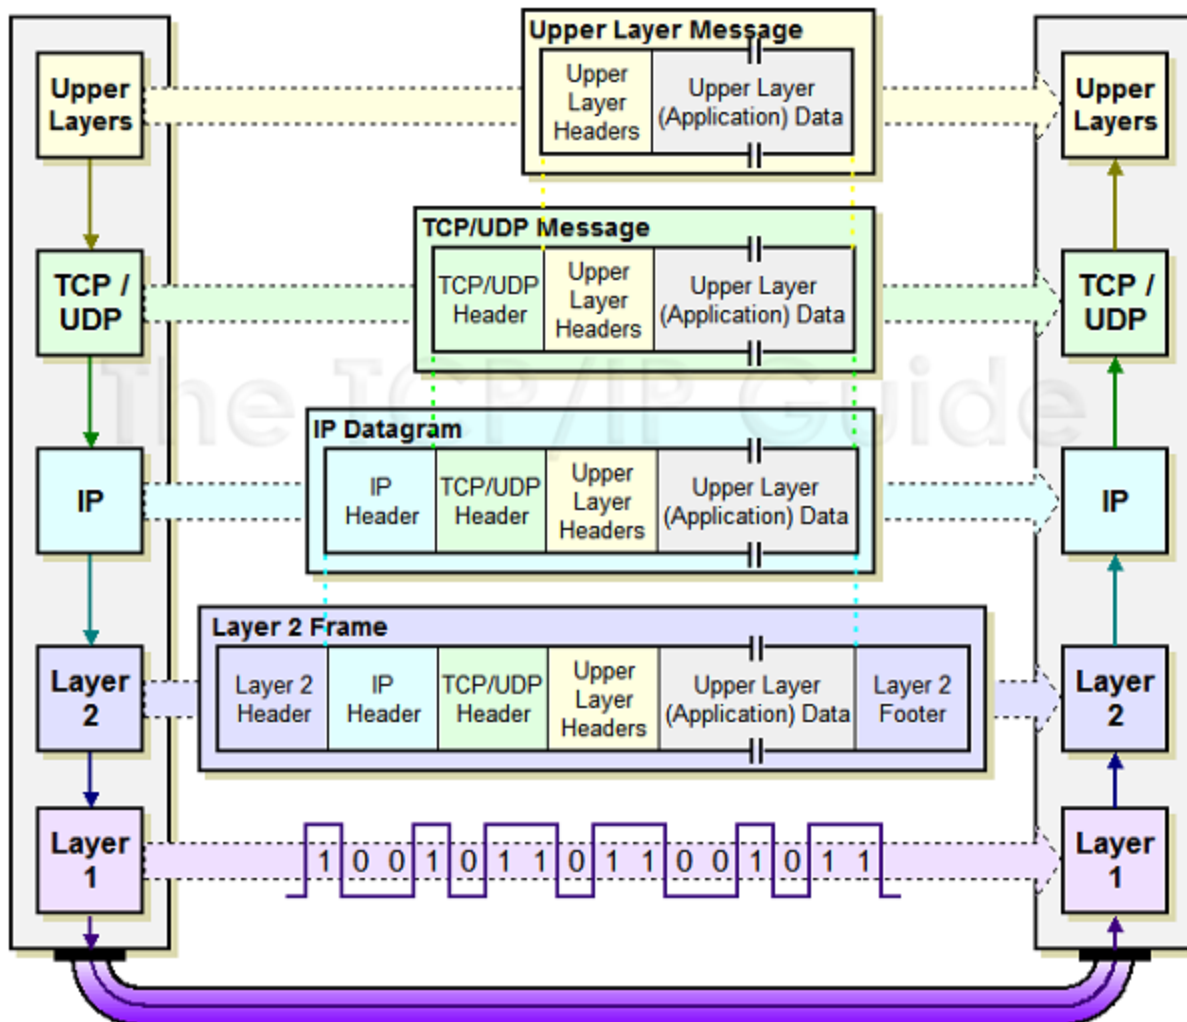 Upper Layer Message
Upper
Layers
Upper
Layer
Headers
Upper Layer
(Application) Data
Upper
Layers
TCP/UDP Message
TCP /
UDP
TCP/UDP
Header
Upper
Layer
Headers
Upper Layer
(Application) Data
TCP /
UDP
The TCP/IP Guide
IP Datagram
IP
IP
Header
TCP/UDP
Header
Upper
Layer
Headers
Upper Layer
(Application) Data
IP
Layer 2 Frame
Layer
2
Layer 2
Header
IP
Header
TCP/UDP
Header
Upper
Layer
Headers
Upper Layer
(Application) Data
Layer 2
Footer
Layer
2
Layer
1
1 0 0 1 0 1 1 0 1 1 0 0 1 0 1 1
Layer
1